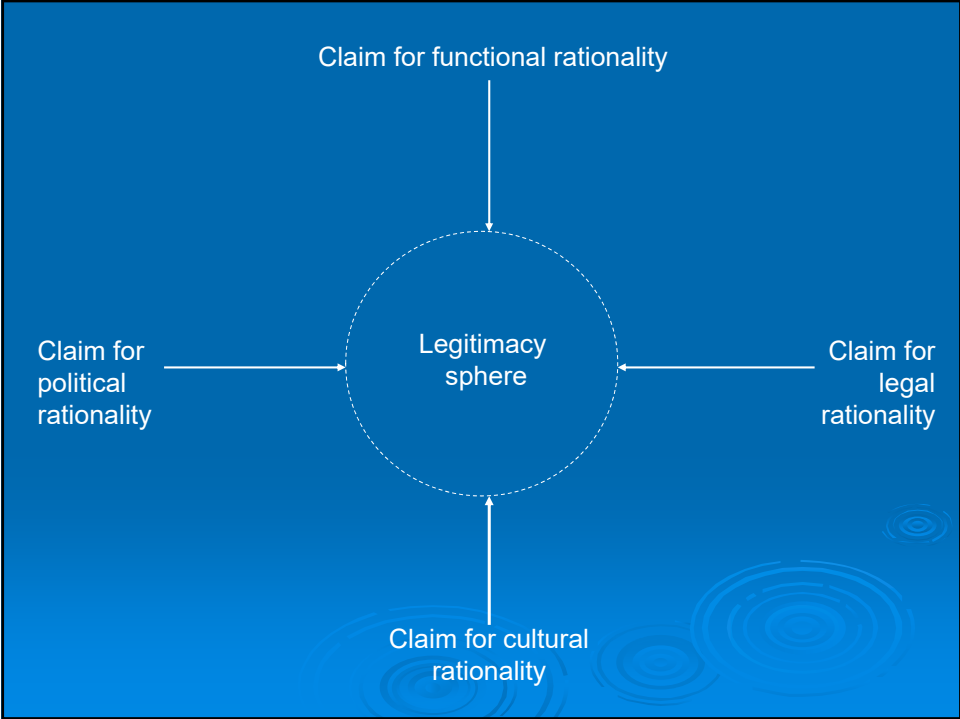 Claim for functional rationality
Legitimacy
sphere
Claim for
political
rationality
Claim for
legal
rationality
Claim for cultural
rationality